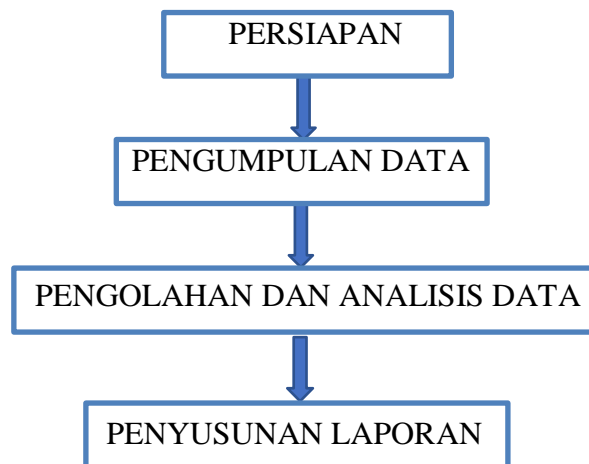 PERSIAPAN
PENGUMPULAN DATA
PENGOLAHAN DAN ANALISIS DATA
PENYUSUNAN LAPORAN